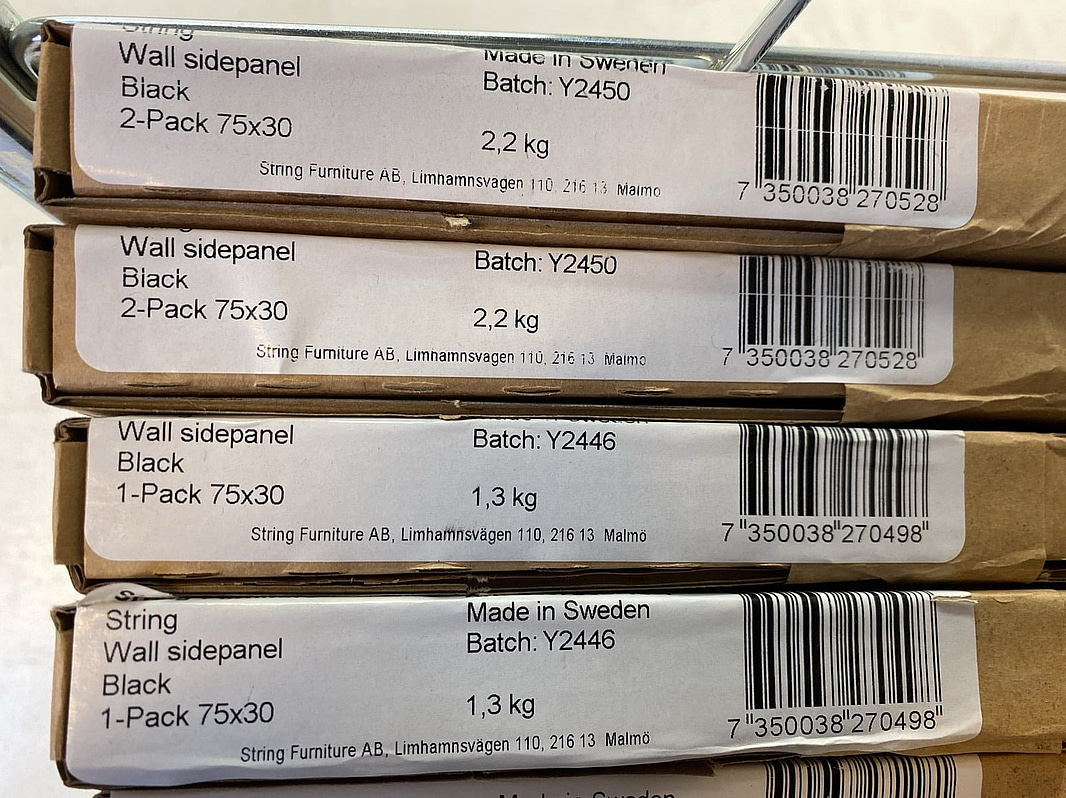 String
Wall sidepanel
Black
2-Pack 75x30
Made in Sweden
Batch: Y2450
2,2 kg
String Furniture AB, Limhamnsvagen 110, 216 13 Malmo
7 350038 270528
Wall sidepanel
Black
2-Pack 75x30
Batch: Y2450
2,2 kg
String Furniture AB, Limhamnsvagen 110, 216 13 Malmo
7 350038 270528
Wall sidepanel
Black
1-Pack 75x30
Batch: Y2446
1,3 kg
String Furniture AB, Limhamnsvägen 110, 216 13 Malmö
7 350038 270498
String
Wall sidepanel
Black
1-Pack 75x30
Made in Sweden
Batch: Y2446
1,3 kg
String Furniture AB, Limhamnsvägen 110, 216 13 Malmö
7 350038 270498
Made in Sweden